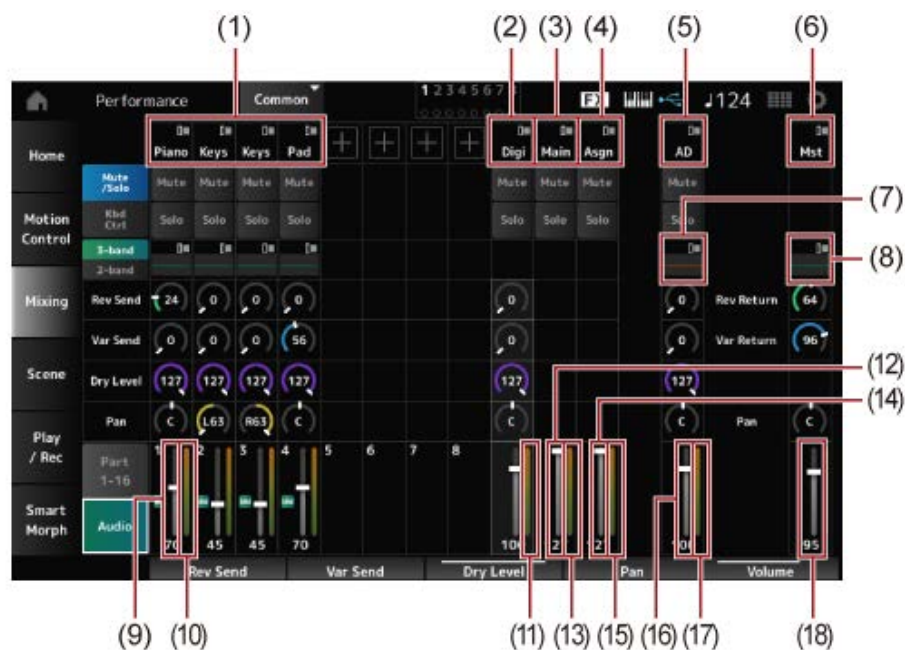 (1) (2) (3) (4) (5) (6)
Performance Common 1 2 3 4 5 6 7 8 FX ♩124
Home Piano Keys Keys Pad + + + + Digi Main Asgn AD Mst
Mute /Solo Mute Mute Mute Mute Mute Mute Mute Mute
Kbd Ctrl Solo Solo Solo Solo Solo Solo Solo Solo
Motion Control
(7)
3-band
2-band
(8)
Mixing Rev Send 24 0 0 0 0 0 Rev Return 64
Var Send 0 0 0 56 0 0 Var Return 96
Scene Dry Level 127 127 127 127 127 127
(12)
(14)
Pan C L63 R63 C C C Pan C
Play / Rec
Part 1-16 1 2 3 4 5 6 7 8
Smart Morph Audio
70 45 45 70 95
Rev Send Var Send Dry Level Pan Volume
(9) (10) (11) (13) (15) (16) (17) (18)